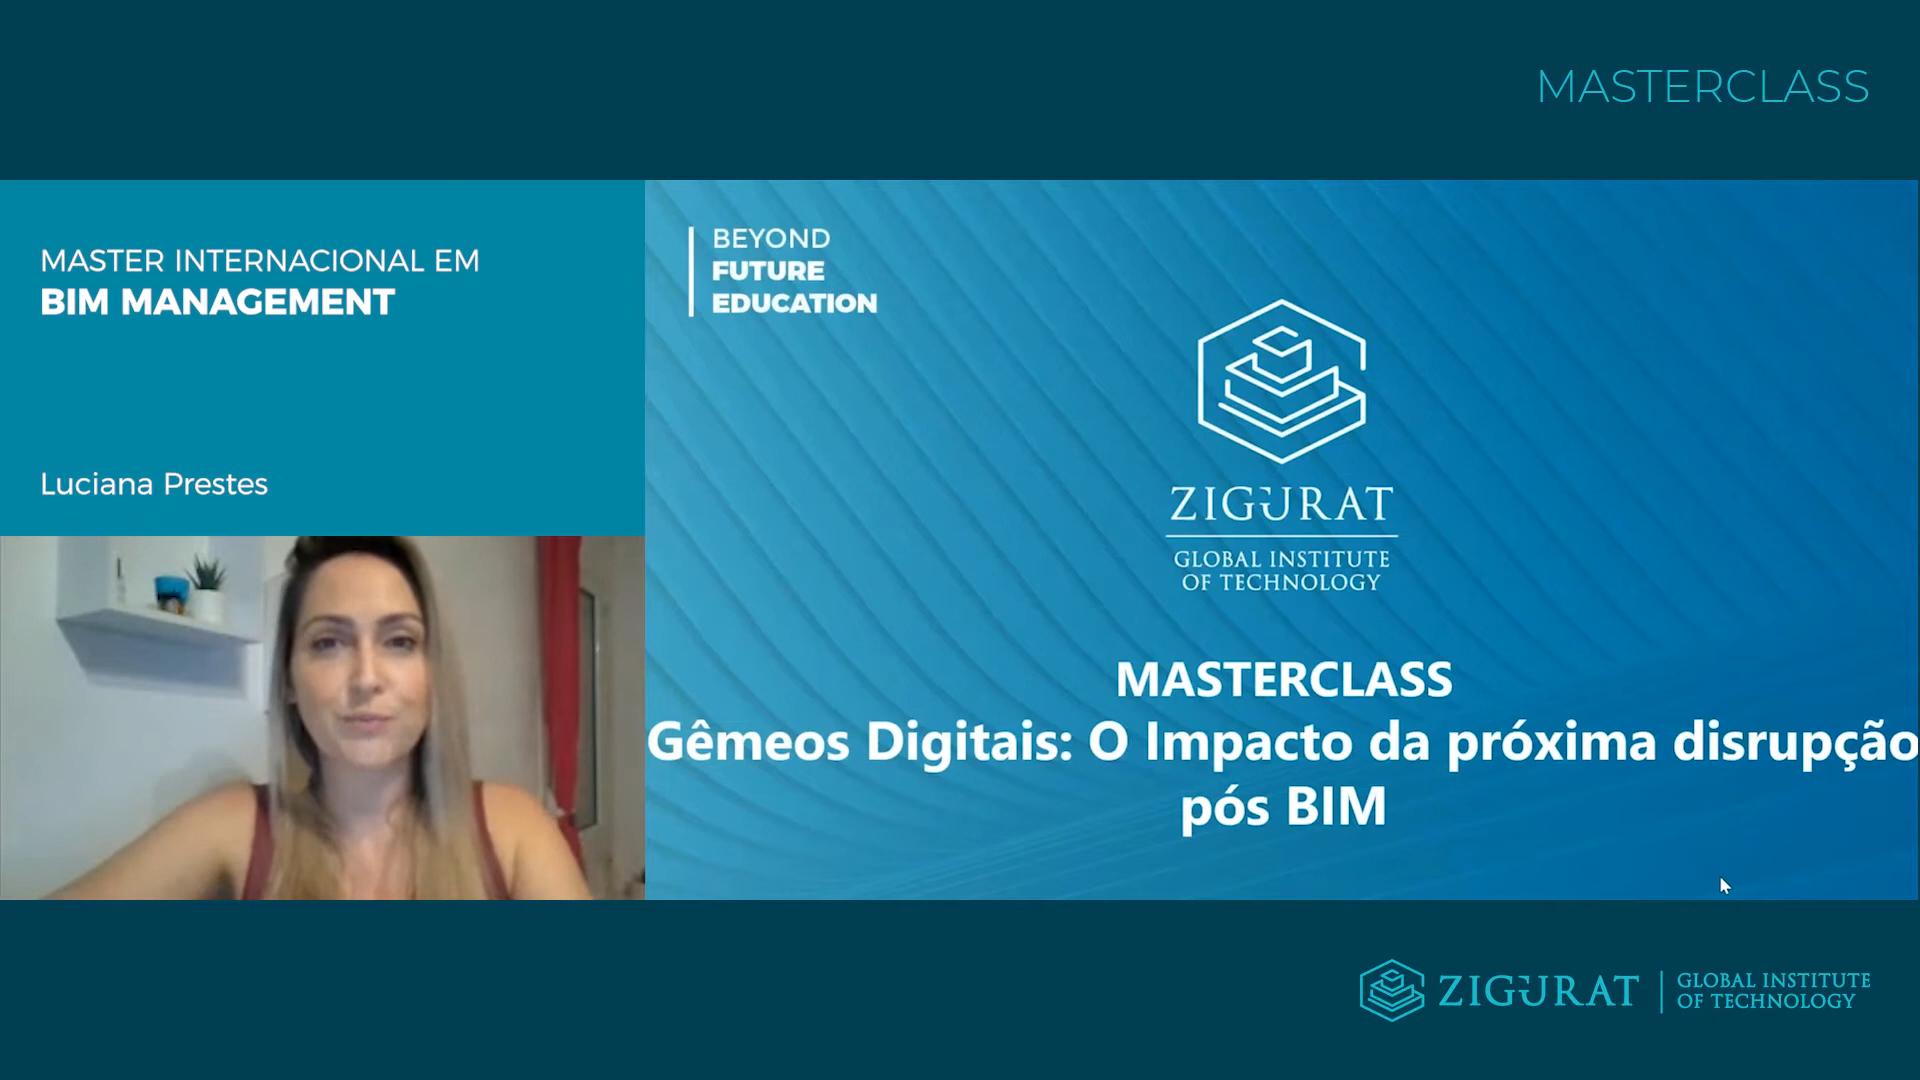 MASTERCLASS
MASTER INTERNACIONAL EM
BIM MANAGEMENT
Luciana Prestes
BEYOND
FUTURE
EDUCATION
ZIGURAT
GLOBAL INSTITUTE
OF TECHNOLOGY
MASTERCLASS
Gêmeos Digitais: O Impacto da próxima disrupção
pós BIM
ZIGURAT
GLOBAL INSTITUTE
OF TECHNOLOGY